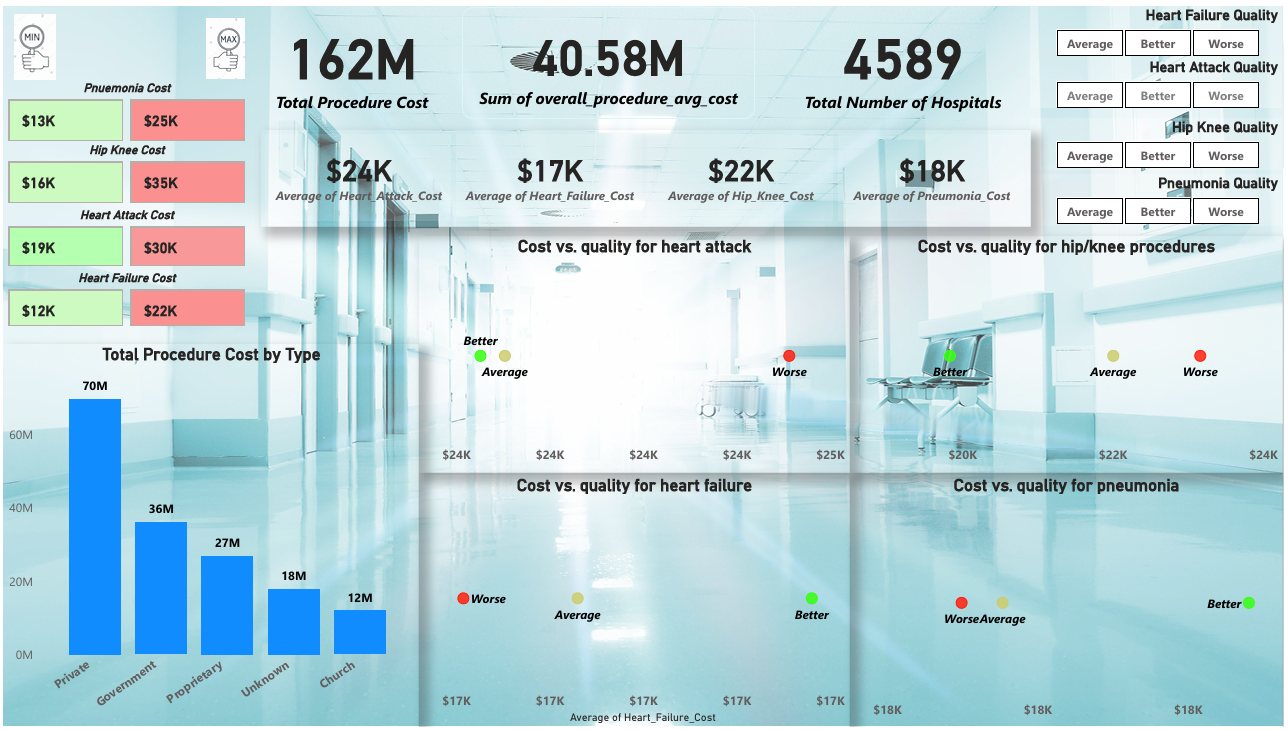 MIN
MAX
Pnuemonia Cost
$13K
$25K
Hip Knee Cost
$16K
$35K
Heart Attack Cost
$19K
$30K
Heart Failure Cost
$12K
$22K
162M
Total Procedure Cost
40.58M
Sum of overall_procedure_avg_cost
4589
Total Number of Hospitals
$24K
Average of Heart_Attack_Cost
$17K
Average of Heart_Failure_Cost
$22K
Average of Hip_Knee_Cost
$18K
Average of Pneumonia_Cost
Heart Failure Quality
Average Better Worse
Heart Attack Quality
Average Better Worse
Hip Knee Quality
Average Better Worse
Pneumonia Quality
Average Better Worse
Total Procedure Cost by Type
70M
60M
36M
40M
27M
20M
18M
12M
0M
Private
Government
Proprietary
Unknown
Church
Cost vs. quality for heart attack
Better
Average
Worse
$24K $24K $24K $24K $25K
Cost vs. quality for hip/knee procedures
Better
Average
Worse
$20K $22K $24K
Cost vs. quality for heart failure
Worse
Average
Better
$17K $17K $17K $17K $17K
Average of Heart_Failure_Cost
Cost vs. quality for pneumonia
Worse
Average
Better
$18K $18K $18K